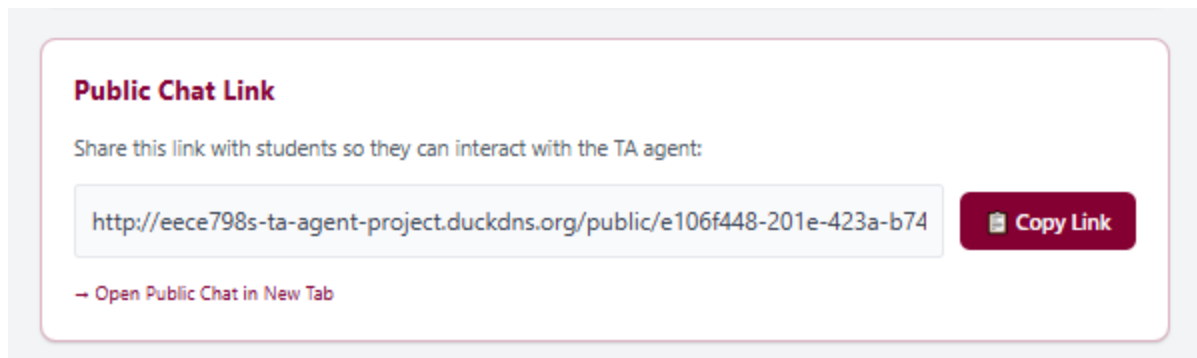 Public Chat Link
Share this link with students so they can interact with the TA agent:
http://eece798s-ta-agent-project.duckdns.org/public/e106f448-201e-423a-b74
Copy Link
→ Open Public Chat in New Tab